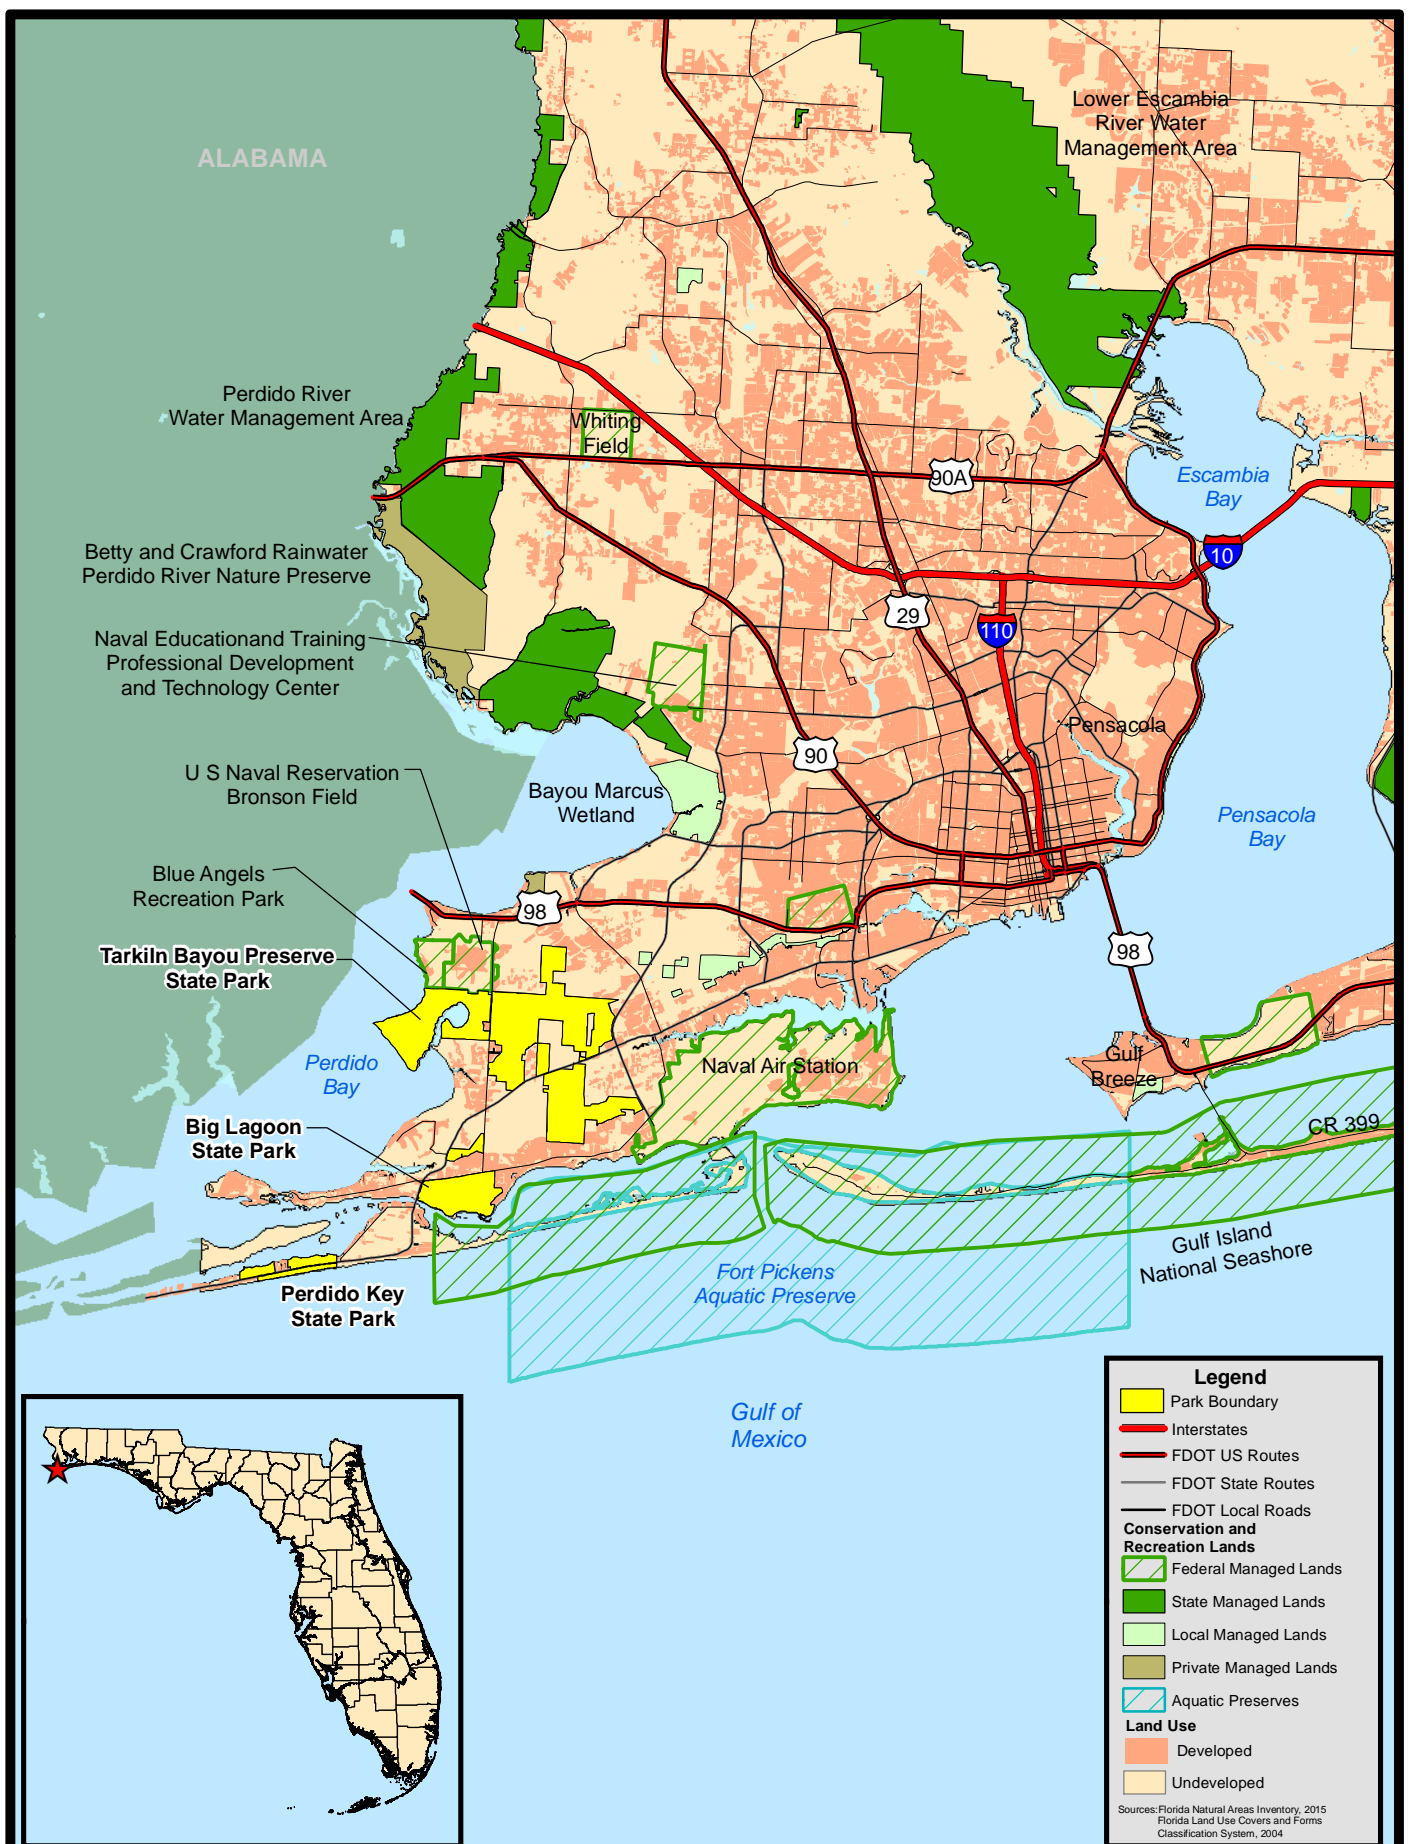 Lower Escambia
River Water
Management Area
ALABAMA
Perdido River
Water Management Area
Whiting
Field
90A
Escambia
Bay
10
Betty and Crawford Rainwater
Perdido River Nature Preserve
29
110
Naval Educationand Training
Professional Development
and Technology Center
Pensacola
90
U S Naval Reservation
Bronson Field
Bayou Marcus
Wetland
Pensacola
Bay
Blue Angels
Recreation Park
98
98
Tarkiln Bayou Preserve
State Park
Perdido
Bay
Naval Air Station
Gulf
Breeze
Big Lagoon
State Park
CR 399
Gulf Island
National Seashore
Fort Pickens
Aquatic Preserve
Perdido Key
State Park
Gulf of
Mexico
Legend
Park Boundary
Interstates
FDOT US Routes
FDOT State Routes
FDOT Local Roads
Conservation and
Recreation Lands
Federal Managed Lands
State Managed Lands
Local Managed Lands
Private Managed Lands
Aquatic Preserves
Land Use
Developed
Undeveloped
Sources:Florida Natural Areas Inventory, 2015
Florida Land Use Covers and Forms
Classification System, 2004